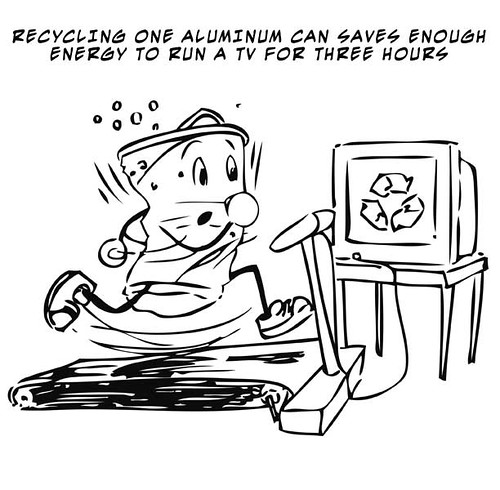 RECYCLING ONE ALUMINUM CAN SAVES ENOUGH
ENERGY TO RUN A TV FOR THREE HOURS